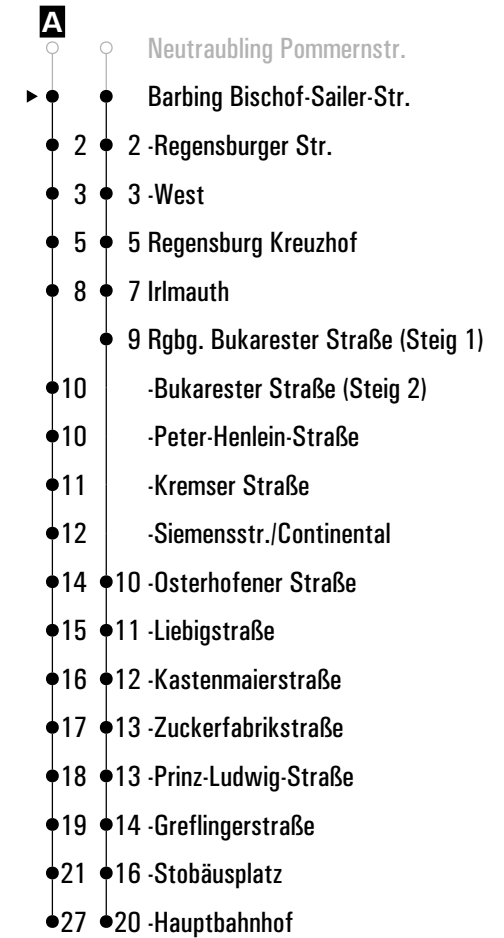 A
Neutraubling Pommernstr.
Barbing Bischof-Sailer-Str.
2 2 -Regensburger Str.
3 3 -West
5 5 Regensburg Kreuzhof
8 7 Irlmauth
9 Rgbg. Bukarester Straße (Steig 1)
10 -Bukarester Straße (Steig 2)
10 -Peter-Henlein-Straße
11 -Kremser Straße
12 -Siemensstr./Continental
14 10 -Osterhofener Straße
15 11 -Liebigstraße
16 12 -Kastenmaierstraße
17 13 -Zuckerfabrikstraße
18 13 -Prinz-Ludwig-Straße
19 14 -Greflingerstraße
21 16 -Stobäusplatz
27 20 -Hauptbahnhof